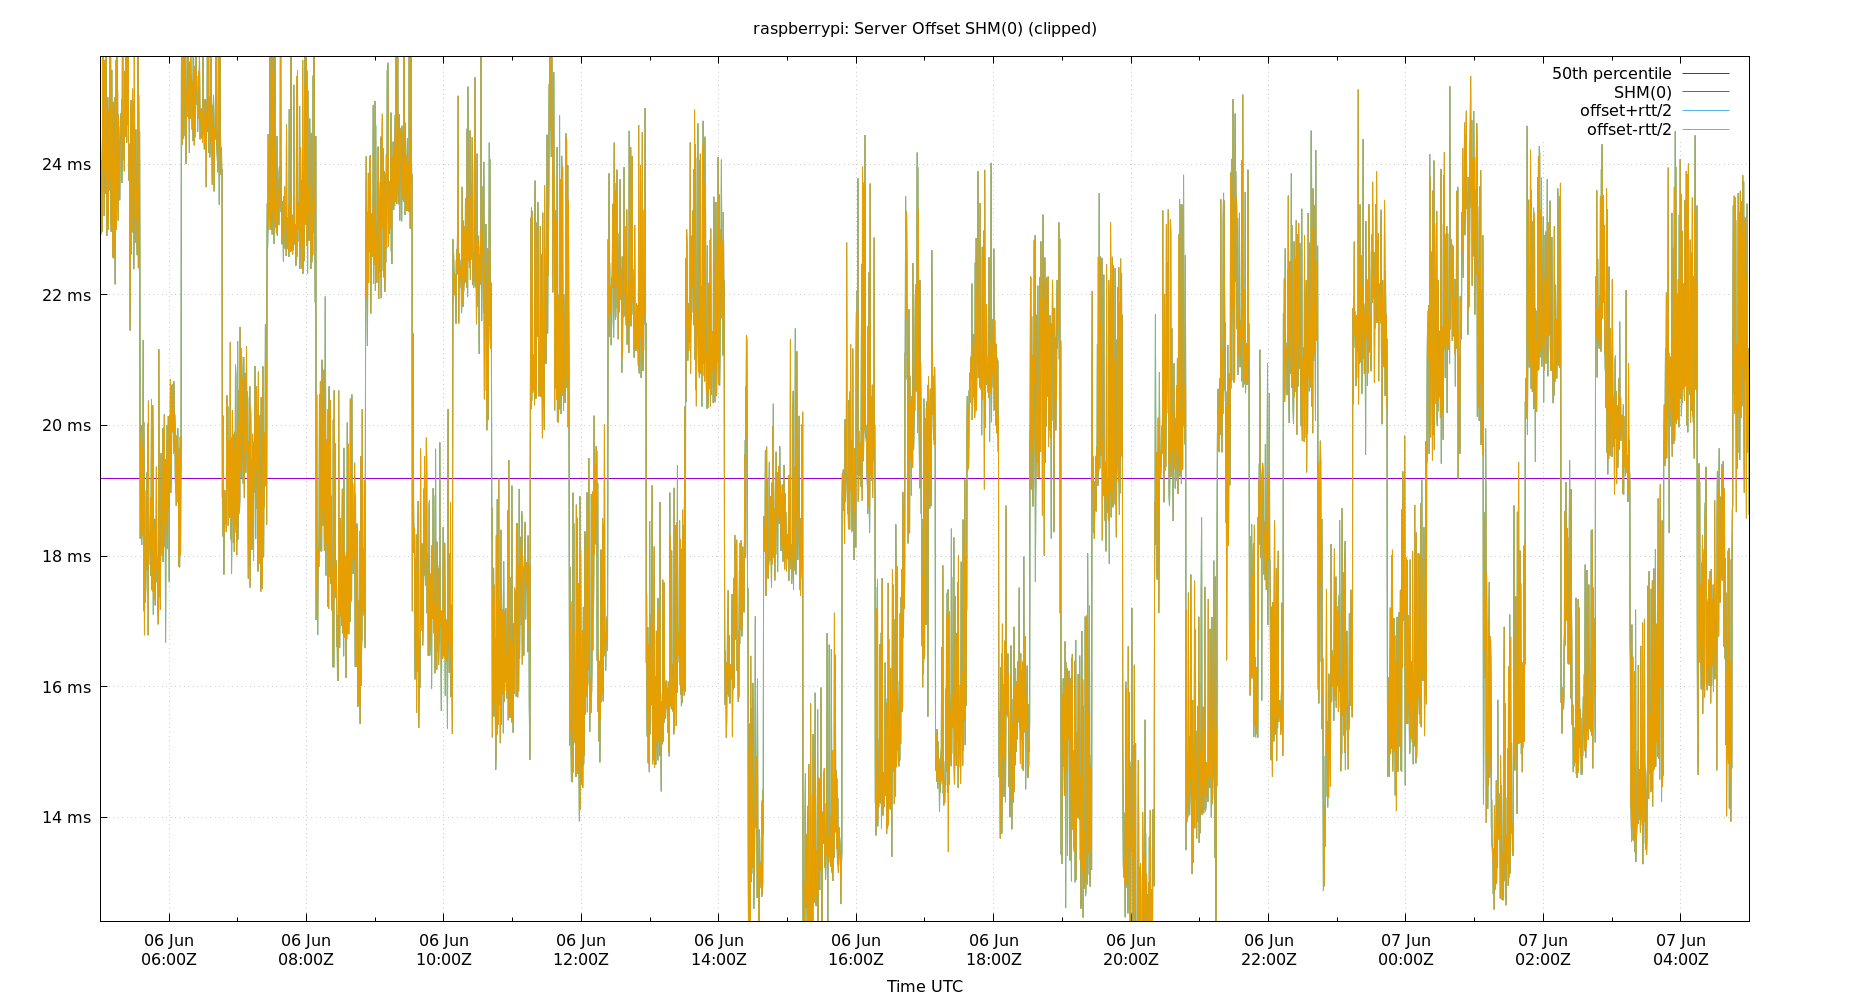 raspberrypi: Server Offset SHM(0) (clipped)
50th percentile
SHM(0)
offset+rtt/2
offset-rtt/2
24 ms
22 ms
20 ms
18 ms
16 ms
14 ms
06 Jun 06 Jun 06 Jun 06 Jun 06 Jun 06 Jun 06 Jun 06 Jun 06 Jun 07 Jun 07 Jun 07 Jun
06:00Z 08:00Z 10:00Z 12:00Z 14:00Z 16:00Z 18:00Z 20:00Z 22:00Z 00:00Z 02:00Z 04:00Z
Time UTC